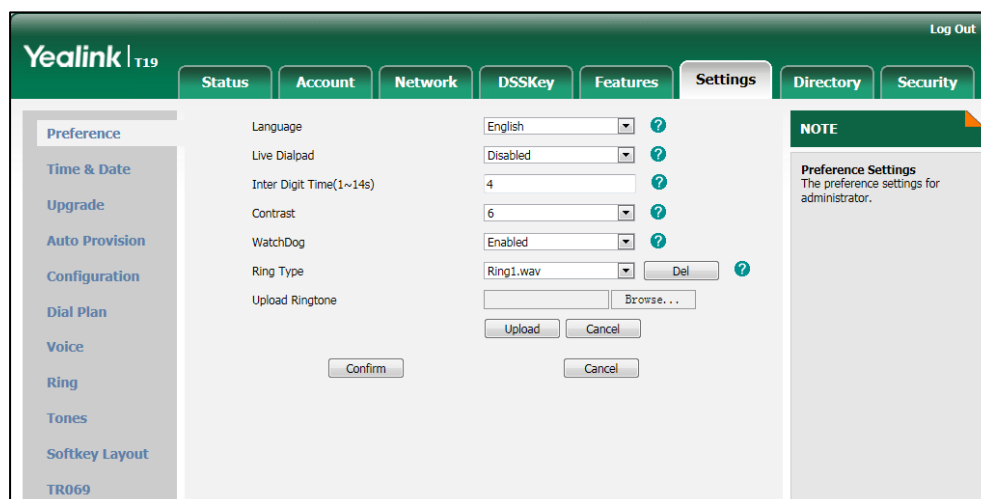 Log Out
Yealink T19
Status Account Network DSSKey Features Settings Directory Security
Preference
Time & Date
Upgrade
Auto Provision
Configuration
Dial Plan
Voice
Ring
Tones
Softkey Layout
TR069
Language English ?
Live Dialpad Disabled ?
Inter Digit Time(1~14s) 4 ?
Contrast 6 ?
WatchDog Enabled ?
Ring Type Ring1.wav Del ?
Upload Ringtone Browse...
Upload Cancel
Confirm Cancel
NOTE
Preference Settings
The preference settings for
administrator.